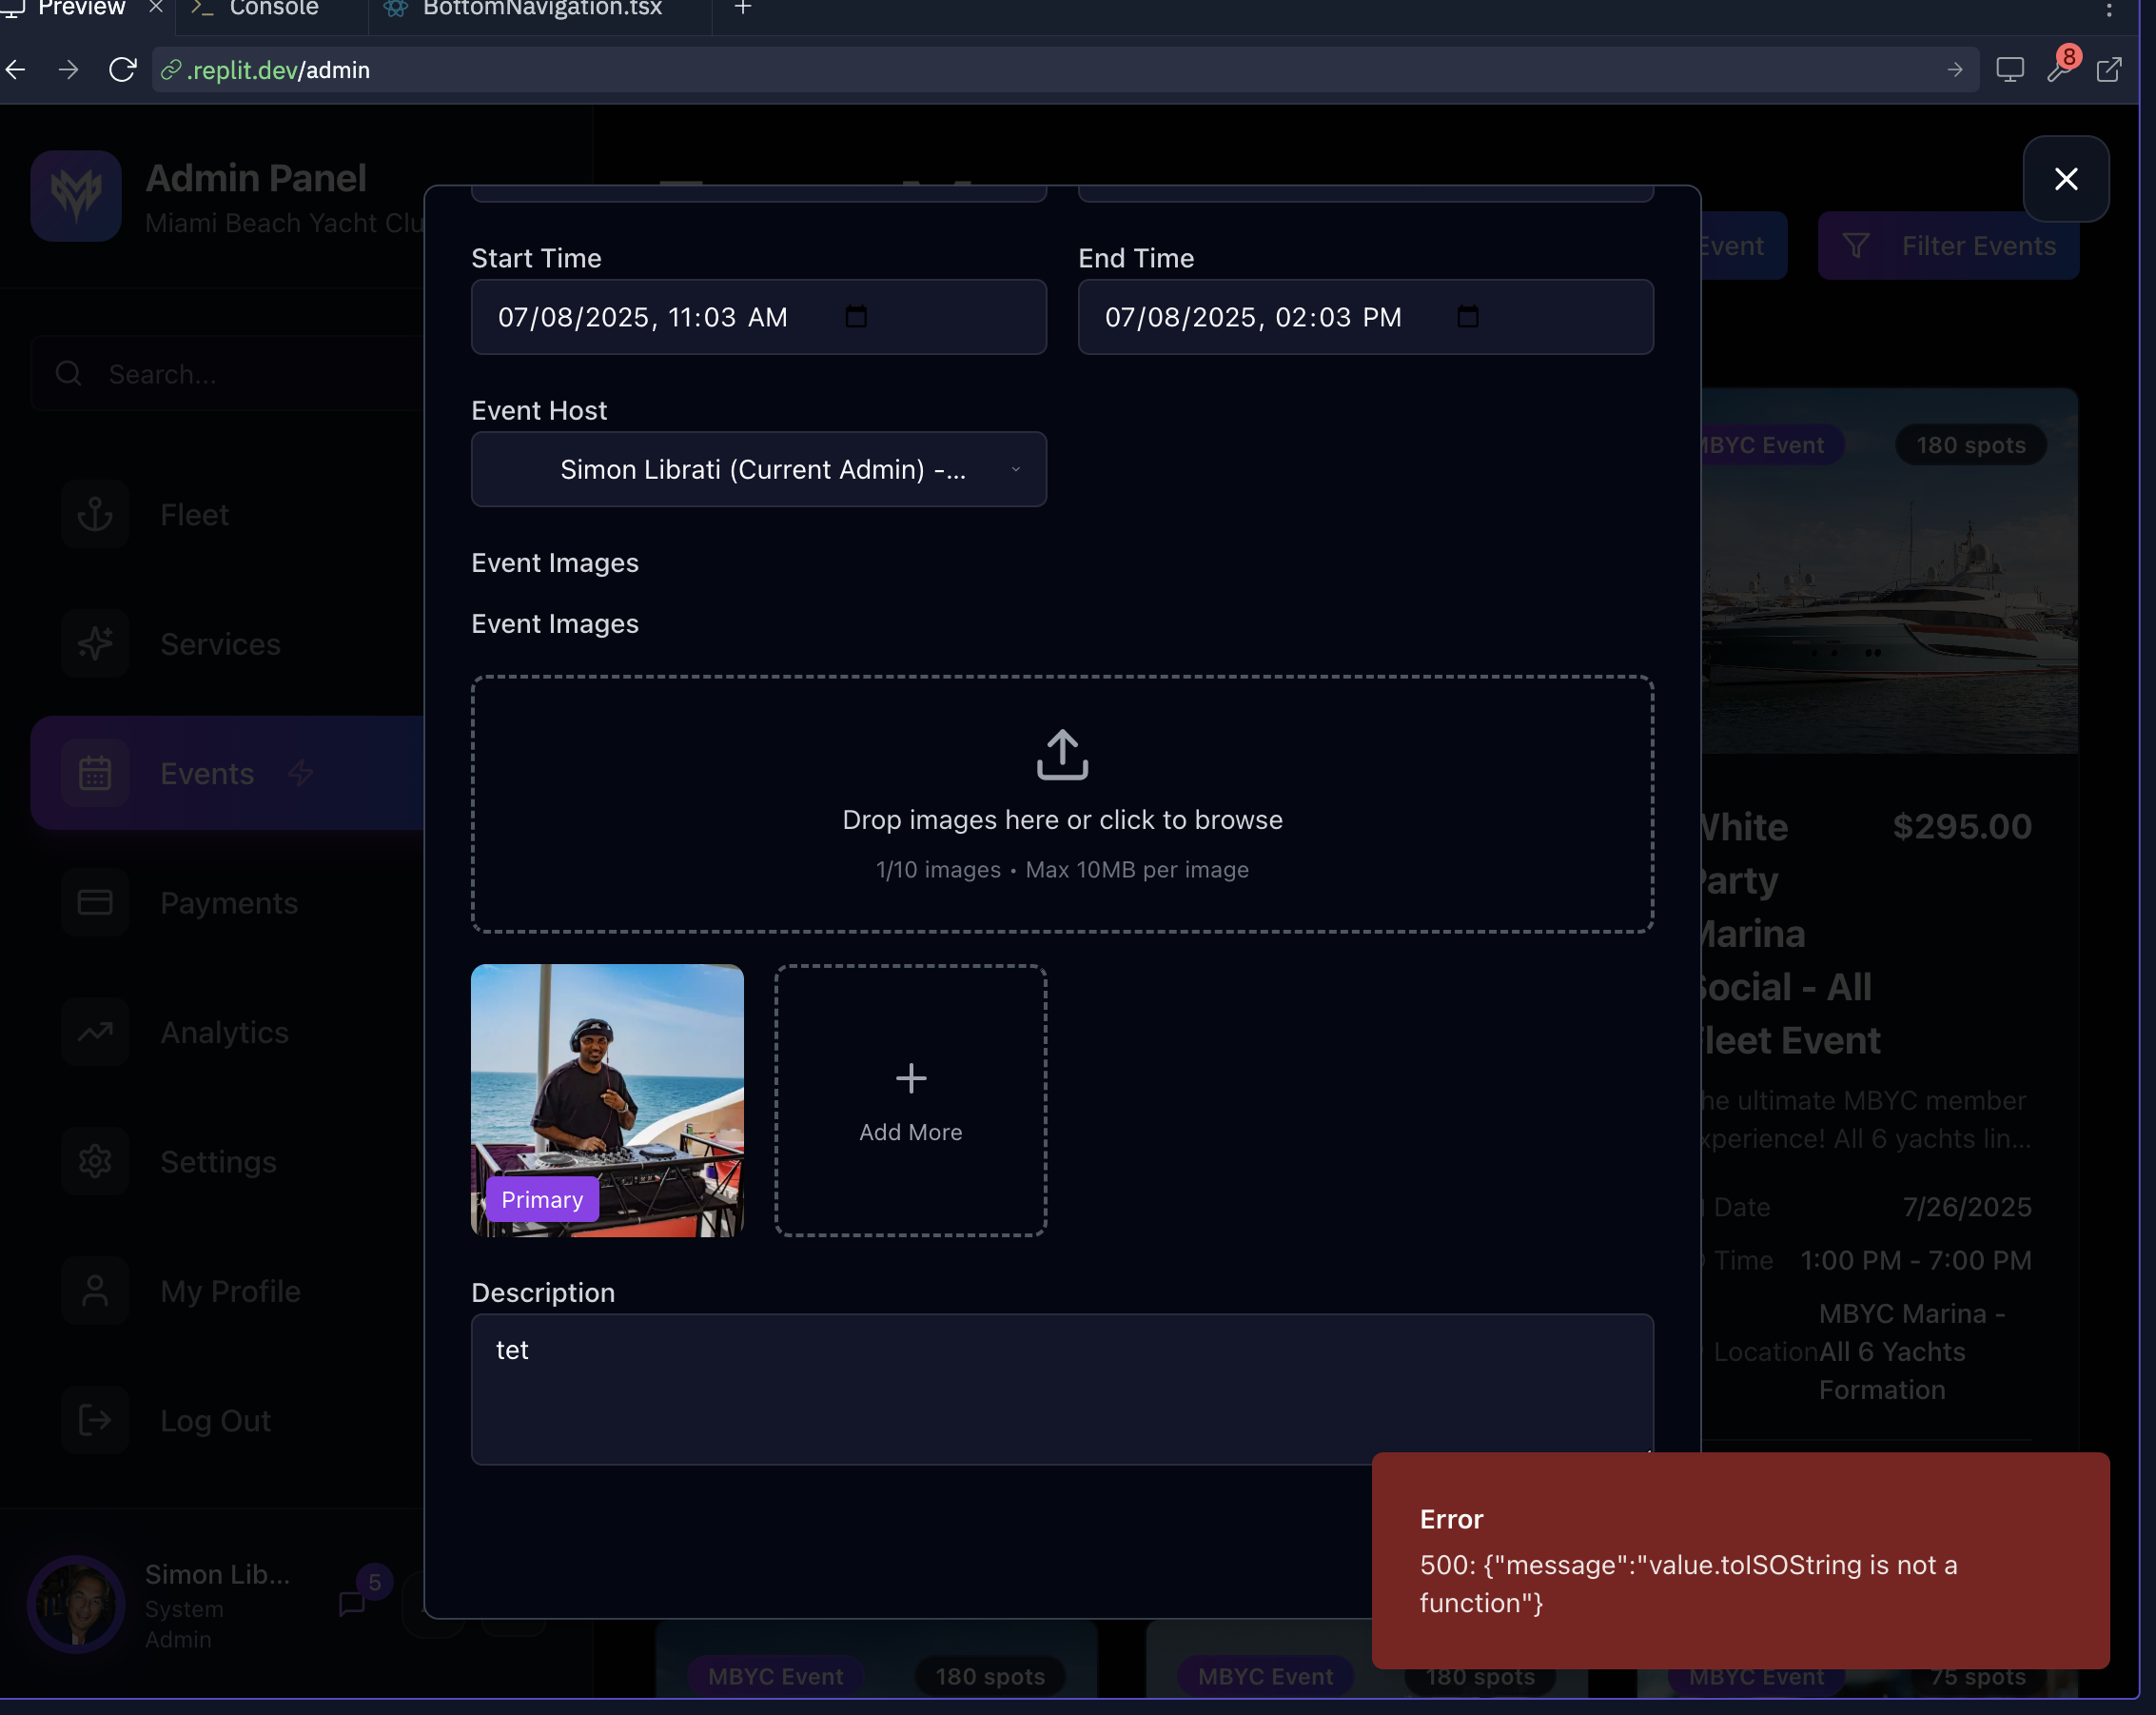 Preview
Console
BottomNavigation.tsx
.replit.dev/admin
8
Admin Panel
Miami Beach Yacht Clu
Event
Filter Events
Search...
Fleet
Services
Events
Payments
Analytics
Settings
My Profile
Log Out
Simon Lib...
System
Admin
5
Start Time
End Time
07/08/2025, 11:03 AM
07/08/2025, 02:03 PM
Event Host
Simon Librati (Current Admin) -...
Event Images
Event Images
Drop images here or click to browse
1/10 images • Max 10MB per image
Primary
Add More
Description
tet
MBYC Event
180 spots
White
$295.00
Party
Marina
Social - All
Fleet Event
he ultimate MBYC member
xperience! All 6 yachts lin...
Date
7/26/2025
Time
1:00 PM - 7:00 PM
MBYC Marina -
Location
All 6 Yachts
Formation
Error
500: {"message":"value.toISOString is not a
function"}
MBYC Event
180 spots
MBYC Event
180 spots
MBYC Event
75 spots